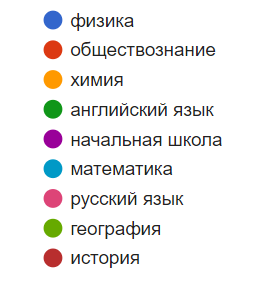 физика
обществознание
химия
английский язык
начальная школа
математика
русский язык
география
история